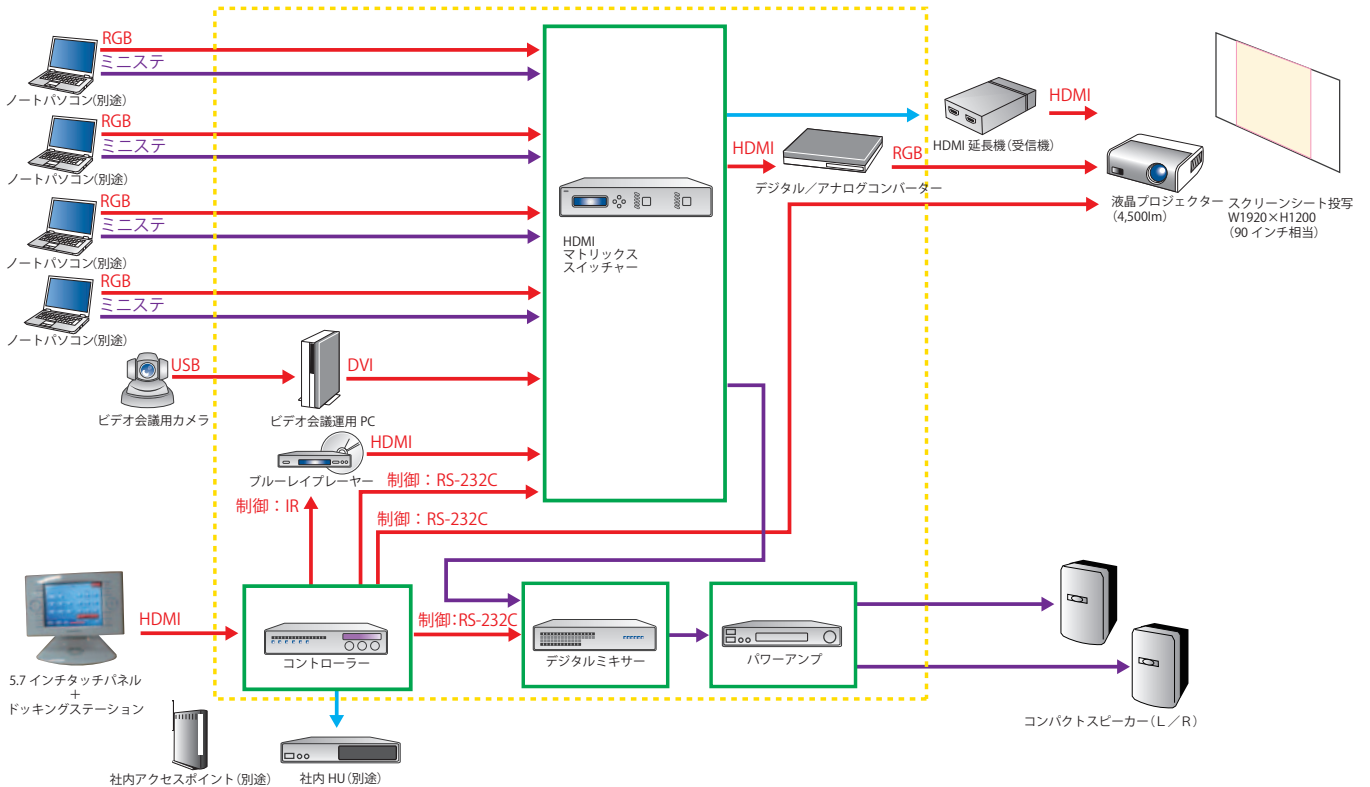 RGB
ミニステ
ノートパソコン(別途)
RGB
ミニステ
ノートパソコン(別途)
RGB
ミニステ
ノートパソコン(別途)
RGB
ミニステ
ノートパソコン(別途)
USB
ビデオ会議用カメラ
DVI
ビデオ会議運用 PC
HDMI
ブルーレイプレーヤー
制御：IR
制御：RS-232C
制御：RS-232C
HDMI
マトリックス
スイッチャー
HDMI
デジタル／アナログコンバーター
RGB
HDMI 延長機(受信機)
HDMI
液晶プロジェクター
(4,500lm)
スクリーンシート投写
W1920×H1200
（90 インチ相当）
HDMI
5.7 インチタッチパネル
＋
ドッキングステーション
コントローラー
制御：RS-232C
デジタルミキサー
パワーアンプ
コンパクトスピーカー（L／R）
社内アクセスポイント(別途)
社内 HU(別途)